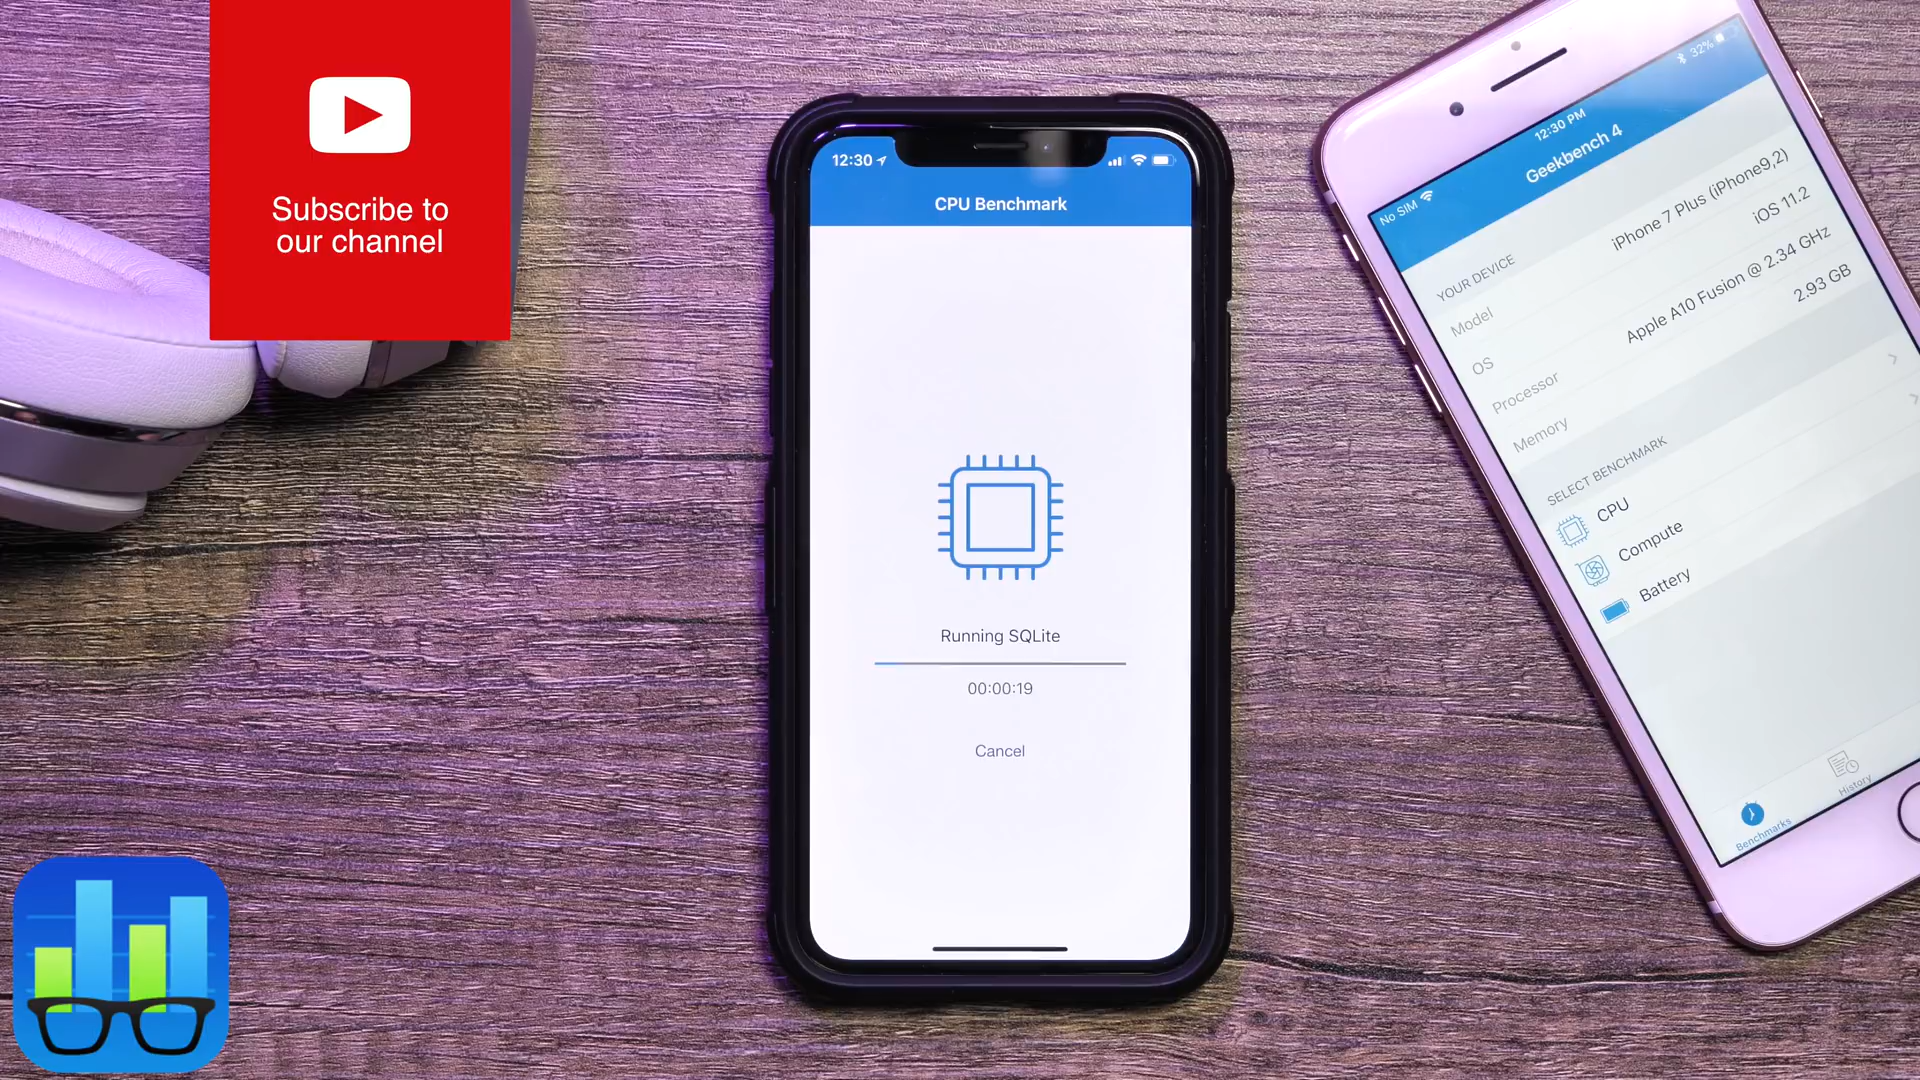 Subscribe to
our channel
12:30
CPU Benchmark
Running SQLite
00:00:19
Cancel
No SIM
12:30 PM
32%
Geekbench 4
YOUR DEVICE
Model iPhone 7 Plus (iPhone9,2)
OS iOS 11.2
Processor Apple A10 Fusion @ 2.34 GHz
Memory 2.93 GB
SELECT BENCHMARK
CPU
Compute
Battery
Benchmarks
History